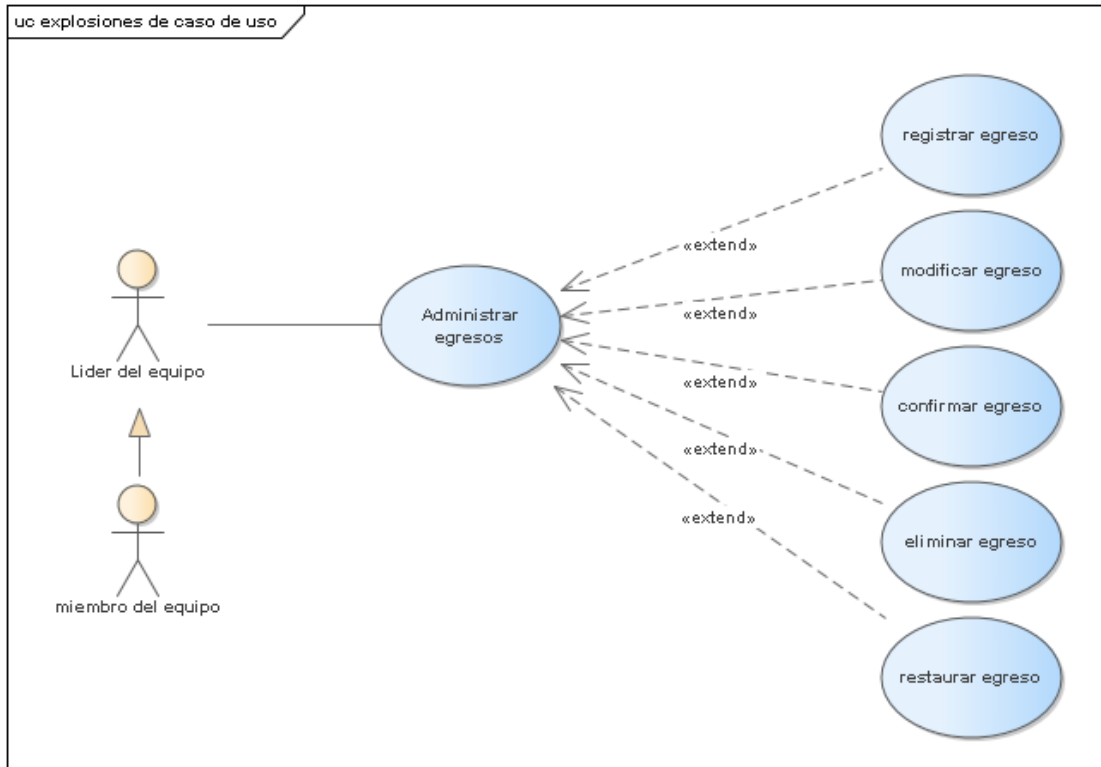 uc explosiones de caso de uso
registrar egreso
«extend»
modificar egreso
Administrar
egresos
«extend»
Lider del equipo
«extend»
confirmar egreso
«extend»
«extend»
eliminar egreso
miembro del equipo
restaurar egreso